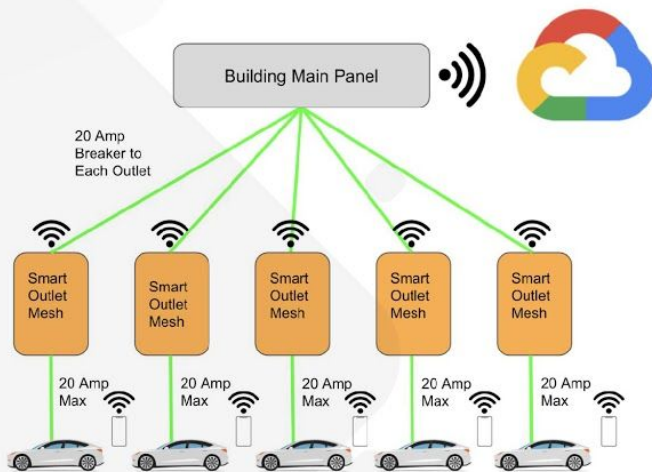 Building Main Panel
20 Amp
Breaker to
Each Outlet
Smart
Outlet
Mesh
Smart
Outlet
Mesh
Smart
Outlet
Mesh
Smart
Outlet
Mesh
Smart
Outlet
Mesh
20 Amp
Max
20 Amp
Max
20 Amp
Max
20 Amp
Max
20 Amp
Max